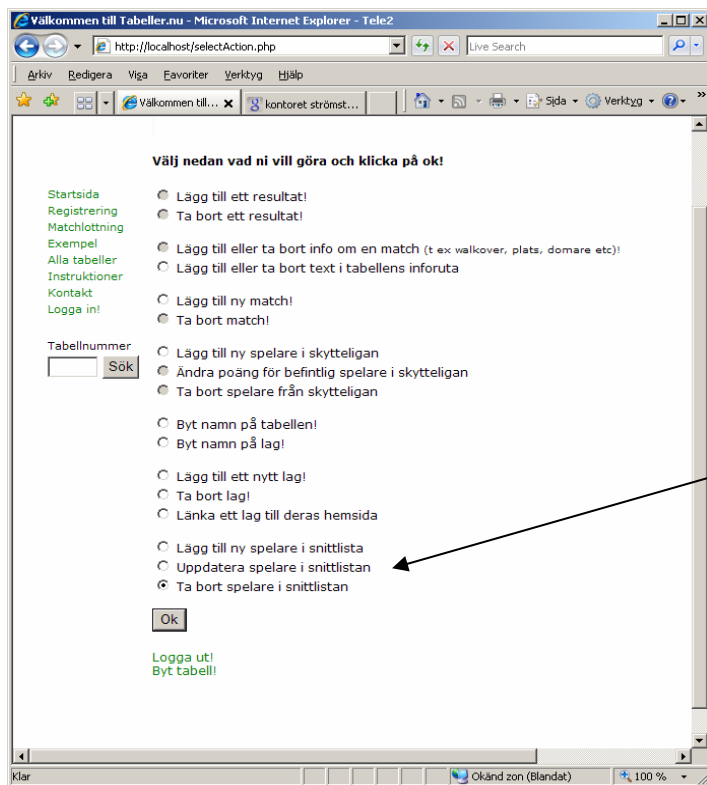 Välkommen till Tabeller.nu - Microsoft Internet Explorer - Tele2
http://localhost/selectAction.php
Live Search
Arkiv Redigera Visa Favoriter Verktyg Hjälp
Välkommen till... kontoret strömst... Sida Verktyg »
Välj nedan vad ni vill göra och klicka på ok!
Startsida
Registrering
Matchlottning
Exempel
Alla tabeller
Instruktioner
Kontakt
Logga in!
Tabellnummer
Sök
Lägg till ett resultat!
Ta bort ett resultat!
Lägg till eller ta bort info om en match (t ex walkover, plats, domare etc)!
Lägg till eller ta bort text i tabellens inforuta
Lägg till ny match!
Ta bort match!
Lägg till ny spelare i skytteligan
Ändra poäng för befintlig spelare i skytteligan
Ta bort spelare från skytteligan
Byt namn på tabellen!
Byt namn på lag!
Lägg till ett nytt lag!
Ta bort lag!
Länka ett lag till deras hemsida
Lägg till ny spelare i snittlista
Uppdatera spelare i snittlistan
Ta bort spelare i snittlistan
Ok
Logga ut!
Byt tabell!
Klar Okänd zon (Blandat) 100 %